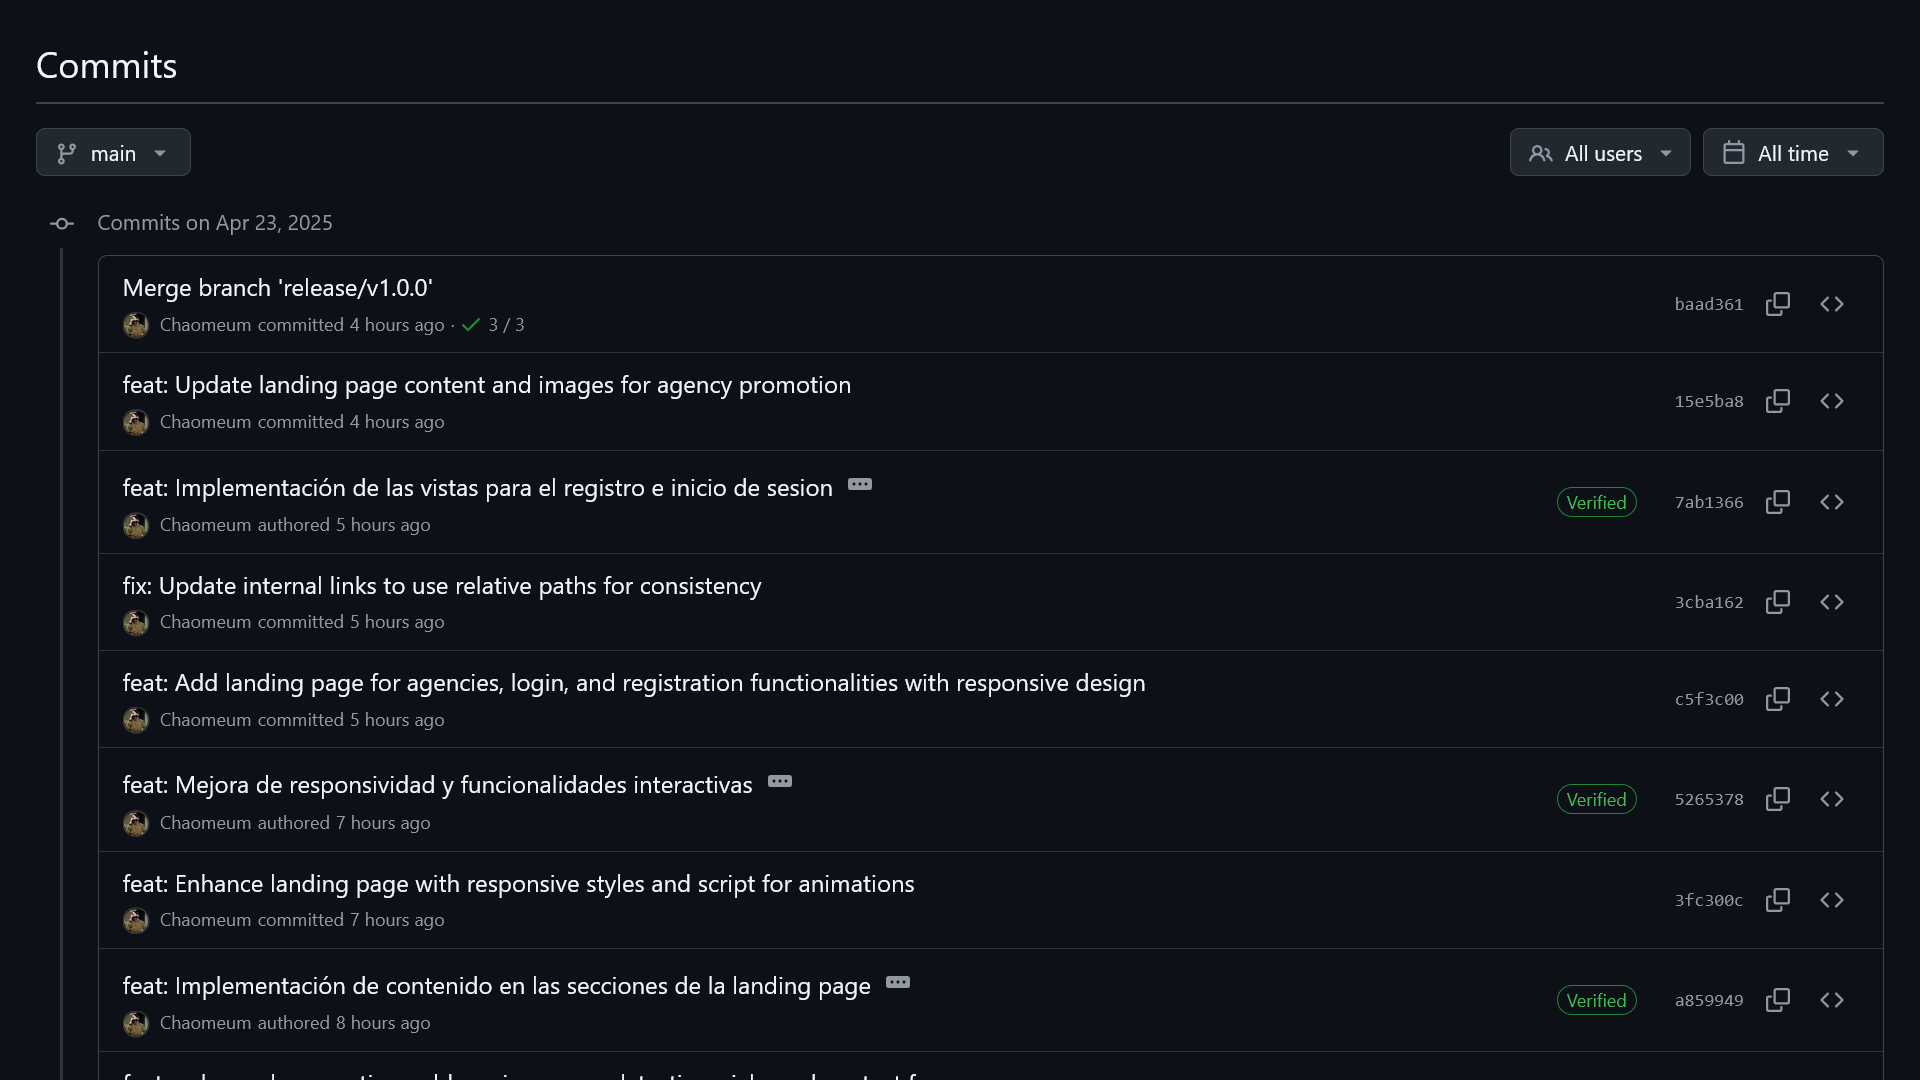 Commits
main
All users
All time
Commits on Apr 23, 2025
Merge branch 'release/v1.0.0'
Chaomeum committed 4 hours ago · 3 / 3
baad361
feat: Update landing page content and images for agency promotion
Chaomeum committed 4 hours ago
15e5ba8
feat: Implementación de las vistas para el registro e inicio de sesion
Chaomeum authored 5 hours ago
Verified
7ab1366
fix: Update internal links to use relative paths for consistency
Chaomeum committed 5 hours ago
3cba162
feat: Add landing page for agencies, login, and registration functionalities with responsive design
Chaomeum committed 5 hours ago
c5f3c00
feat: Mejora de responsividad y funcionalidades interactivas
Chaomeum authored 7 hours ago
Verified
5265378
feat: Enhance landing page with responsive styles and script for animations
Chaomeum committed 7 hours ago
3fc300c
feat: Implementación de contenido en las secciones de la landing page
Chaomeum authored 8 hours ago
Verified
a859949